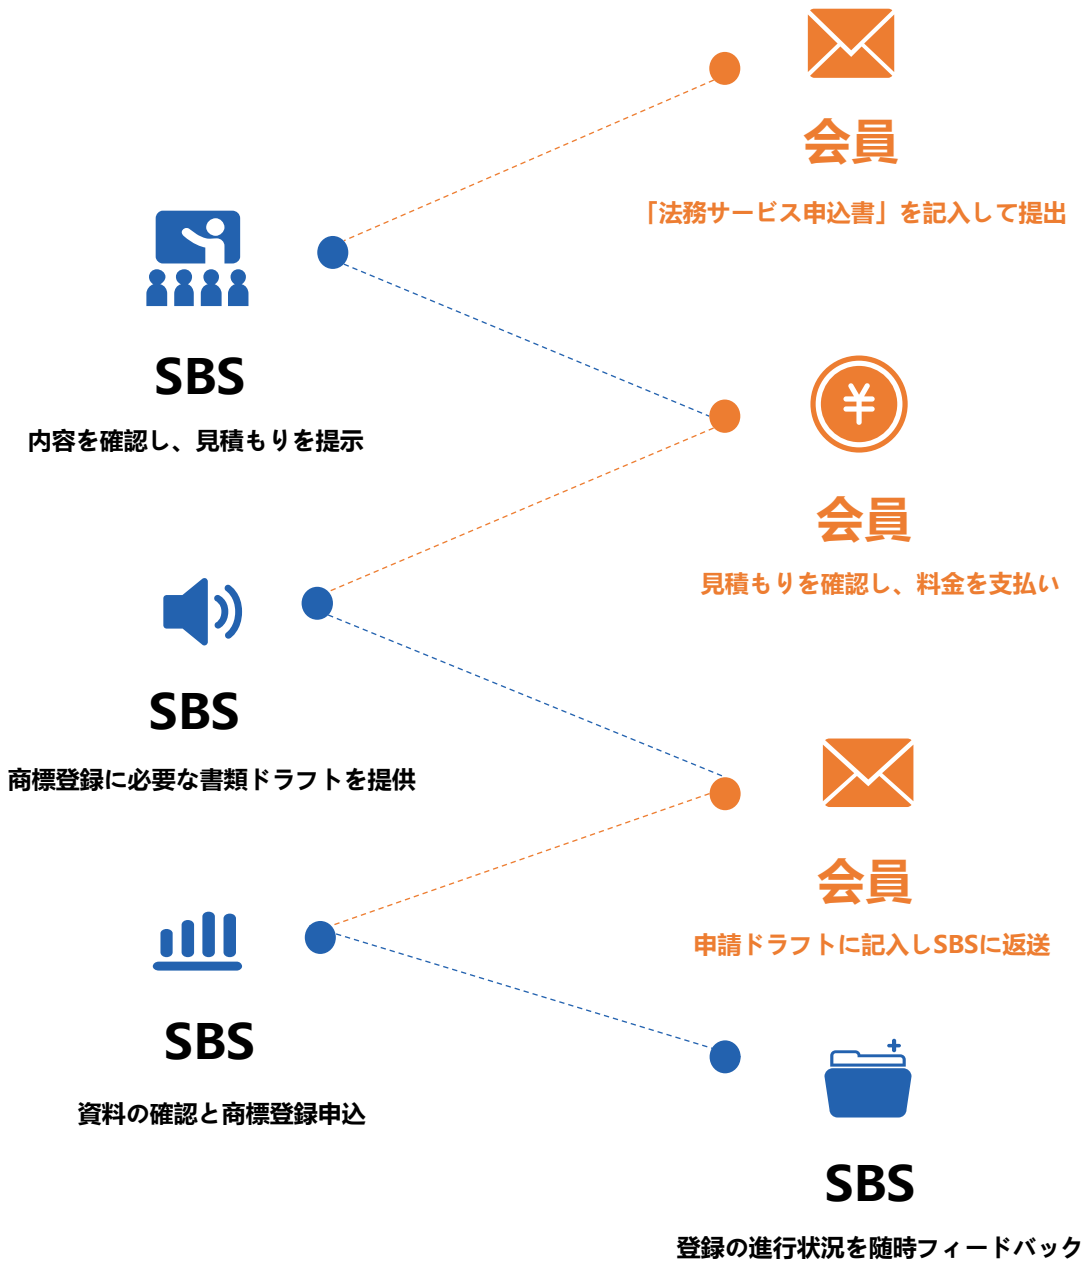 会員
「法務サービス申込書」を記入して提出
SBS
内容を確認し、見積もりを提示
会員
見積もりを確認し、料金を支払い
SBS
商標登録に必要な書類ドラフトを提供
会員
申請ドラフトに記入しSBSに返送
SBS
資料の確認と商標登録申込
SBS
登録の進行状況を随時フィードバック